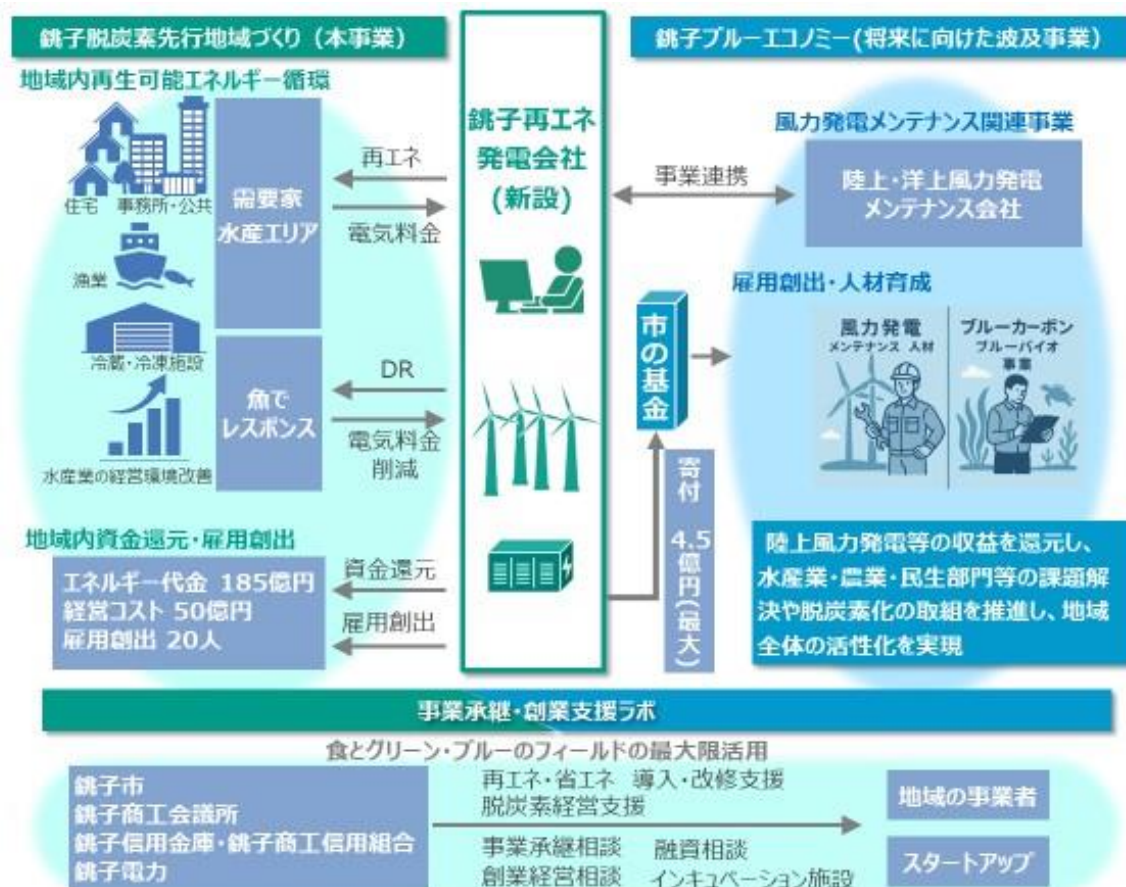 銚子脱炭素先行地域づくり（本事業）
地域内再生可能エネルギー循環
住宅　事務所・公共
漁業
冷蔵・冷凍施設
水産業の経営環境改善
需要家
水産エリア
魚で
レスポンス
再エネ
電気料金
DR
電気料金
削減
地域内資金還元・雇用創出
エネルギー代金 185億円
経営コスト 50億円
雇用創出 20人
資金還元
雇用創出
銚子再エネ
発電会社
(新設)
市の基金
寄付　4.5億円(最大)
銚子ブルーエコノミー(将来に向けた波及事業)
風力発電メンテナンス関連事業
事業連携
陸上・洋上風力発電
メンテナンス会社
雇用創出・人材育成
風力発電
メンテナンス 人材
ブルーカーボン
ブルーバイオ
事業
陸上風力発電等の収益を還元し、
水産業・農業・民生部門等の課題解
決や脱炭素化の取組を推進し、地域
全体の活性化を実現
事業承継・創業支援ラボ
食とグリーン・ブルーのフィールドの最大限活用
銚子市
銚子商工会議所
銚子信用金庫・銚子商工信用組合
銚子電力
再エネ・省エネ 導入・改修支援
脱炭素経営支援
事業承継相談　融資相談
創業経営相談　インキュベーション施設
地域の事業者
スタートアップ